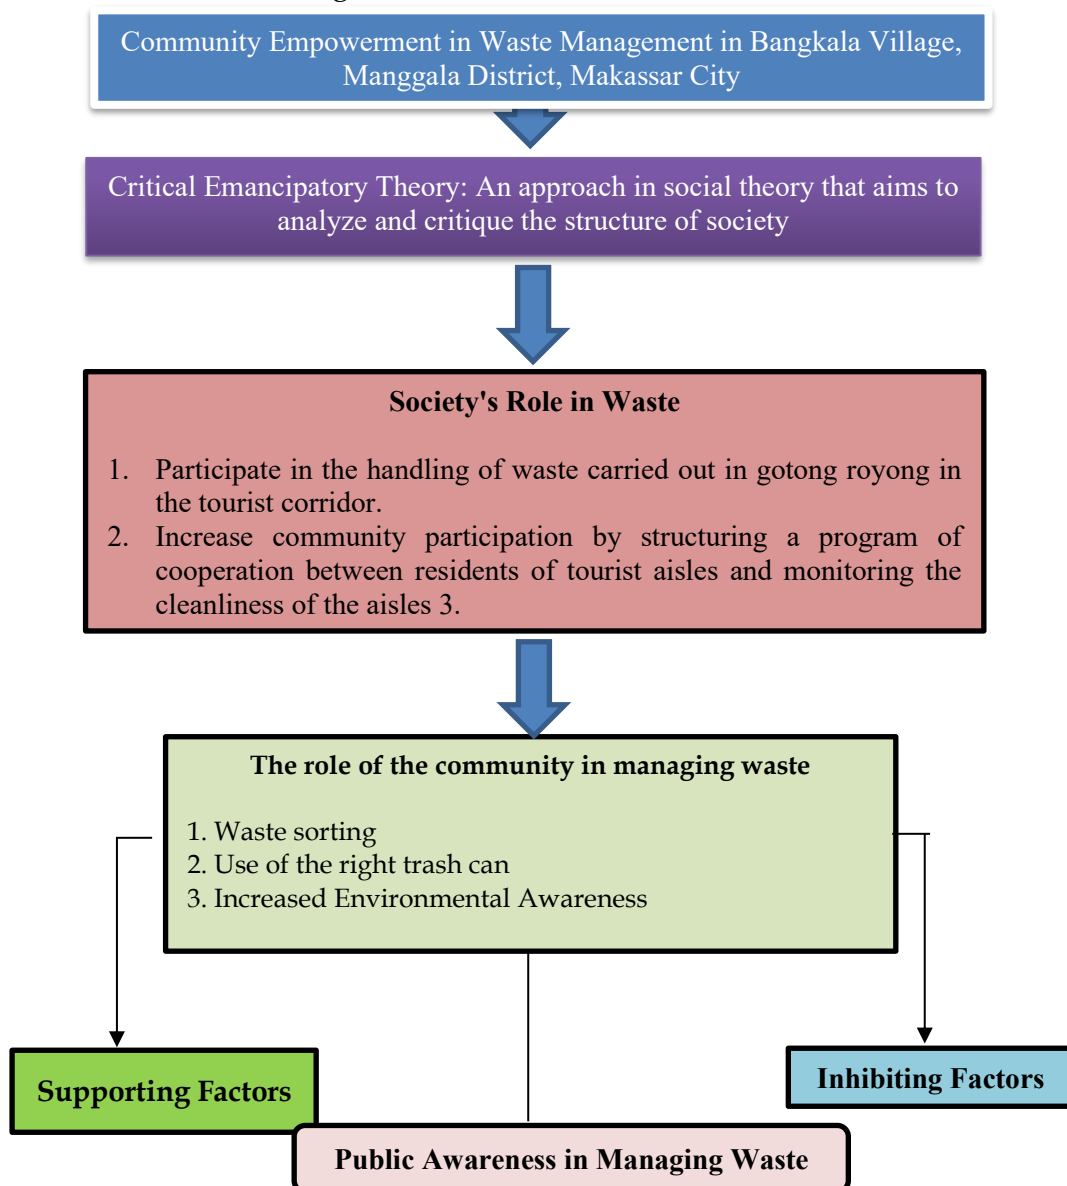 Community Empowerment in Waste Management in Bangkala Village,
Manggala District, Makassar City
Critical Emancipatory Theory: An approach in social theory that aims to
analyze and critique the structure of society
Society's Role in Waste
1. Participate in the handling of waste carried out in gotong royong in
the tourist corridor.
2. Increase community participation by structuring a program of
cooperation between residents of tourist aisles and monitoring the
cleanliness of the aisles 3.
The role of the community in managing waste
1. Waste sorting
2. Use of the right trash can
3. Increased Environmental Awareness
Supporting Factors
Inhibiting Factors
Public Awareness in Managing Waste